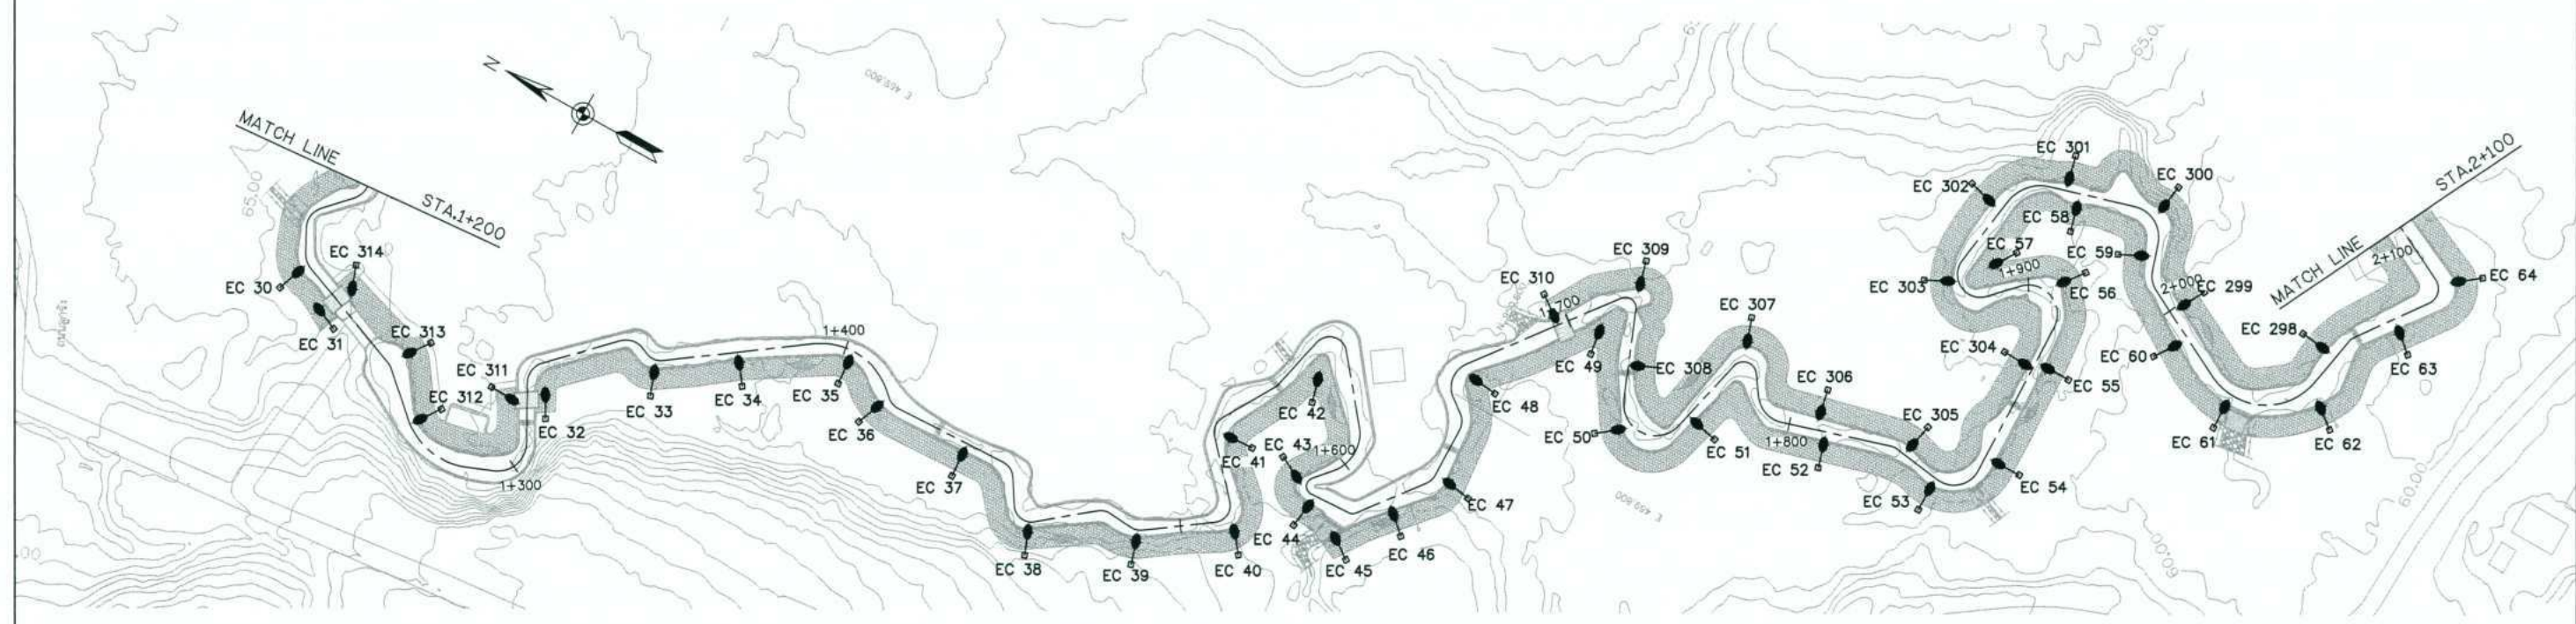 N
MATCH LINE
STA.1+200
65.00
EC 314
EC 30
EC 31
EC 313
EC 311
EC 312
EC 32
1+300
EC 33
EC 34
EC 35
1+400
EC 36
EC 37
EC 38
EC 39
EC 40
EC 41
EC 42
EC 43
1+600
EC 44
EC 45
EC 46
EC 47
EC 48
EC 310
EC 309
EC 49
EC 308
EC 50
EC 307
EC 51
EC 306
1+800
EC 52
EC 305
EC 53
EC 54
EC 304
EC 55
EC 303
EC 302
EC 301
EC 58
EC 57
1+900
EC 56
EC 59
EC 300
65.00
2+000
EC 299
EC 60
EC 298
EC 61
EC 62
EC 63
EC 64
2+100
MATCH LINE
STA.2+100
E 459.800
60.00
60.00